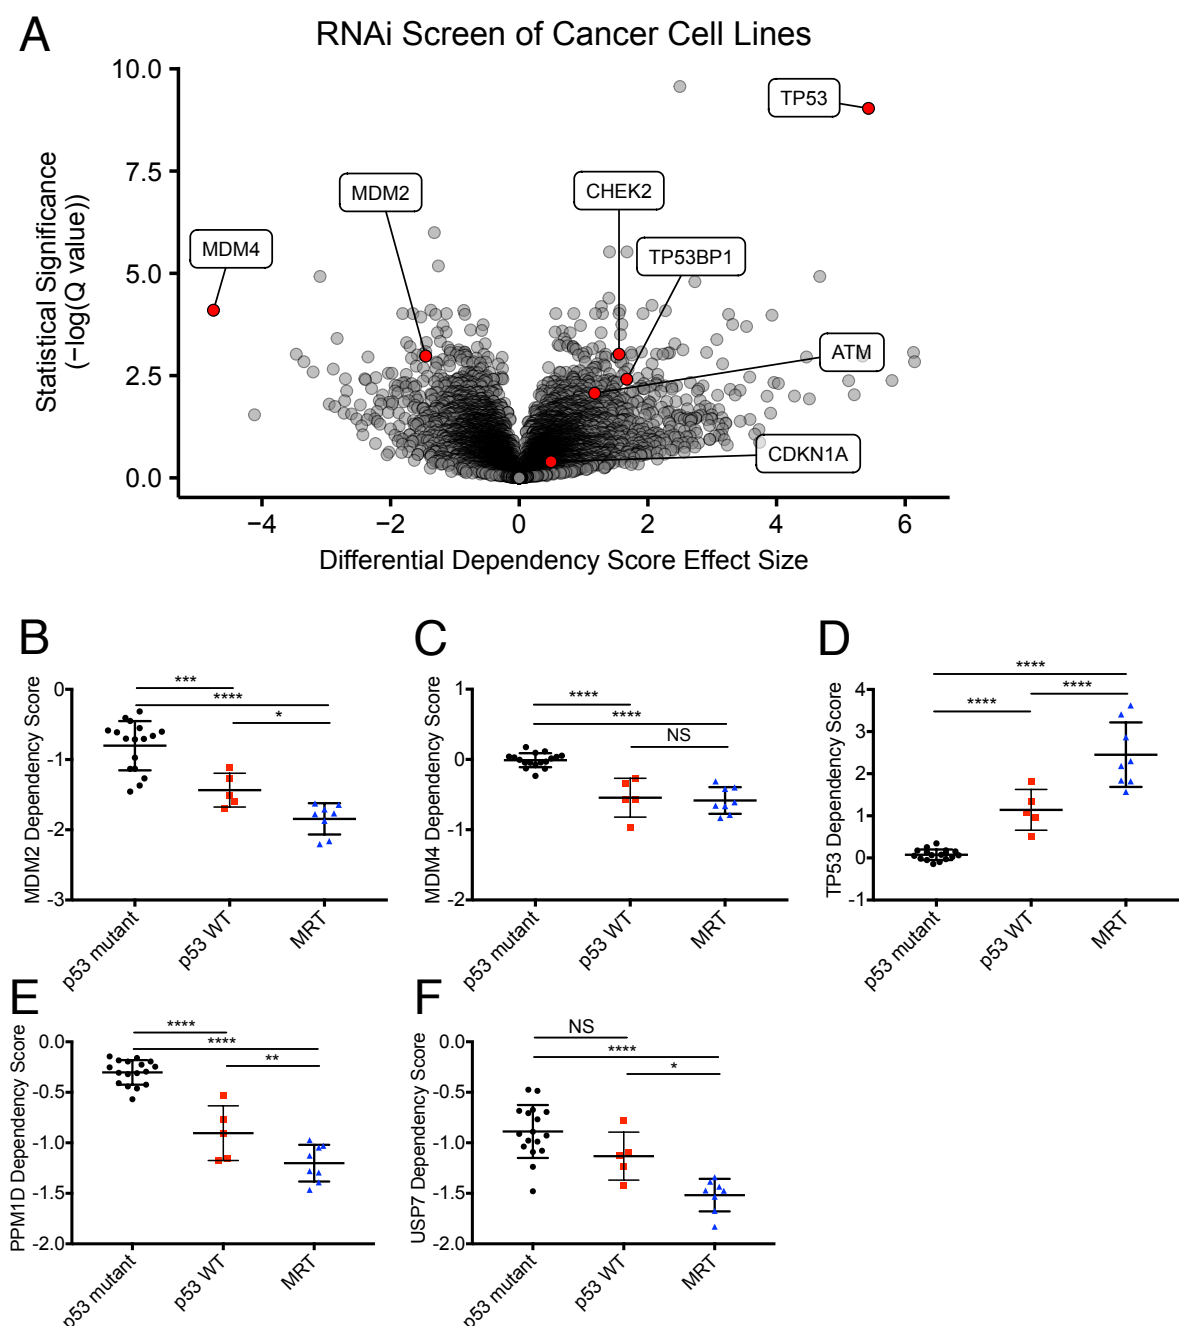 A
RNAi Screen of Cancer Cell Lines
Statistical Significance
(−log(Q value))
10.0
7.5
5.0
2.5
0.0
TP53
MDM2
CHEK2
MDM4
TP53BP1
ATM
CDKN1A
−4
−2
0
2
4
6
Differential Dependency Score Effect Size
B
MDM2 Dependency Score
0
-1
-2
-3
***
****
*
p53 mutant
p53 WT
MRT
C
MDM4 Dependency Score
1
0
-1
-2
****
****
NS
p53 mutant
p53 WT
MRT
D
TP53 Dependency Score
4
3
2
1
0
-1
****
****
****
p53 mutant
p53 WT
MRT
E
PPM1D Dependency Score
0.0
-0.5
-1.0
-1.5
-2.0
****
****
**
p53 mutant
p53 WT
MRT
F
USP7 Dependency Score
0.0
-0.5
-1.0
-1.5
-2.0
NS
****
*
p53 mutant
p53 WT
MRT